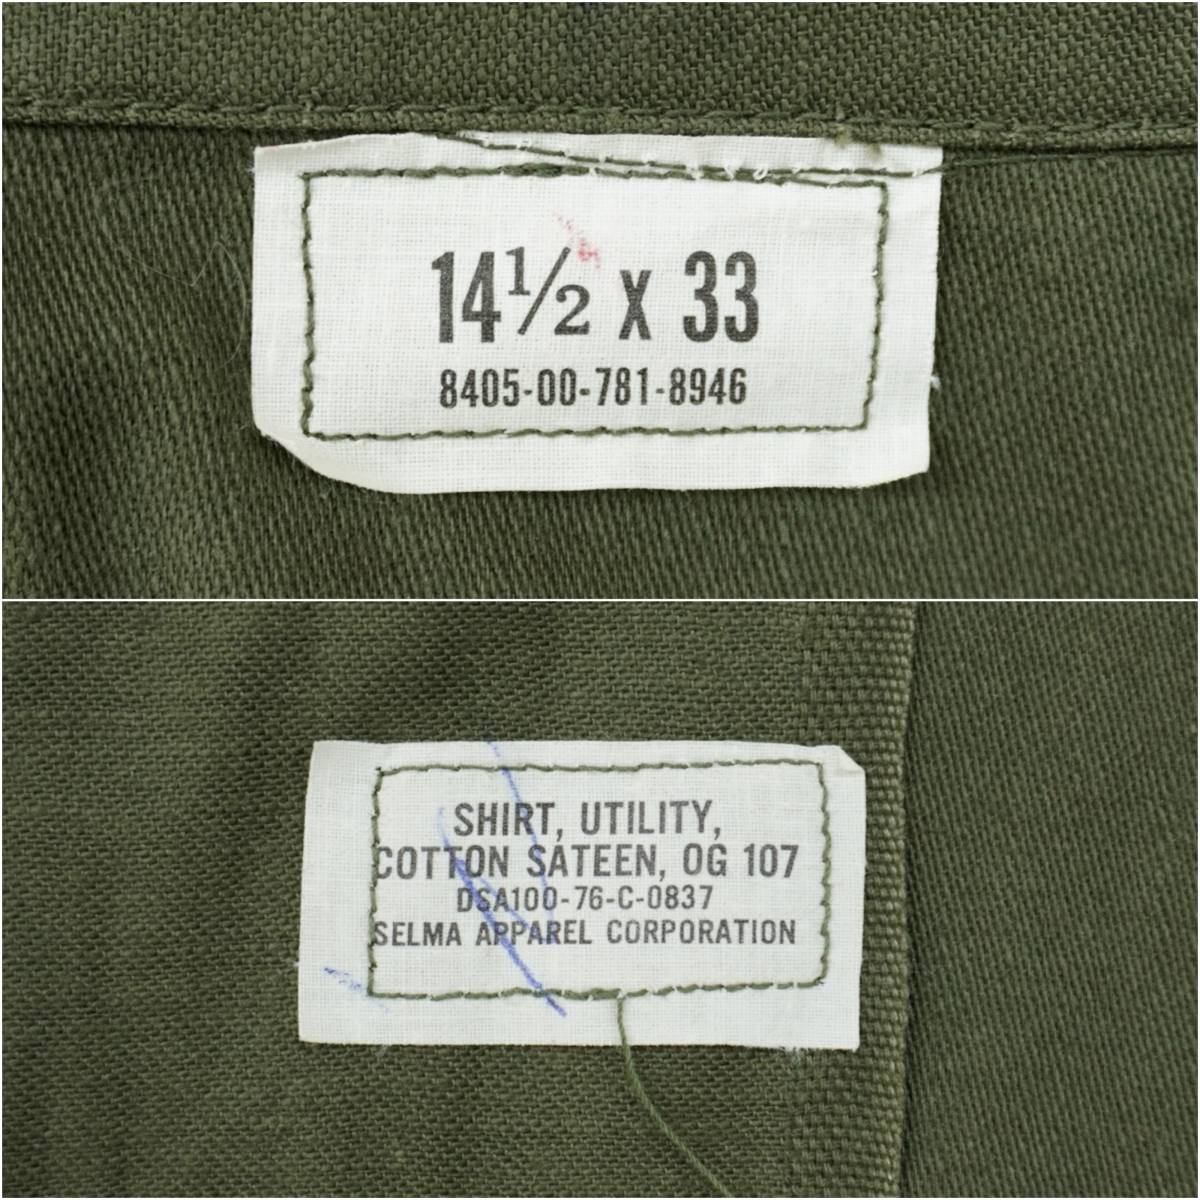 14½ X 33
8405-00-781-8946
SHIRT, UTILITY,
COTTON SATEEN, OG 107
DSA100-76-C-0837
SELMA APPAREL CORPORATION